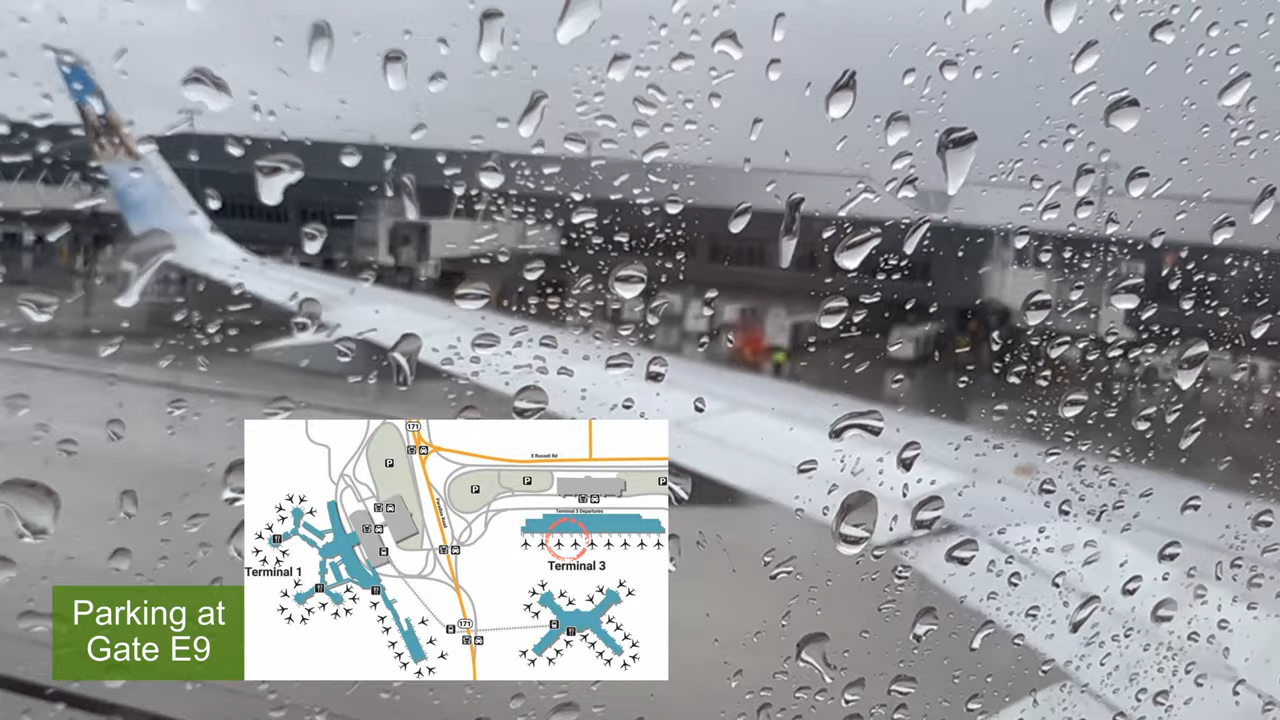 171
E Russell Rd
P
P
P
P
Paradise Road
Terminal 3 Departures
Terminal 1
Terminal 3
171
Parking at
Gate E9